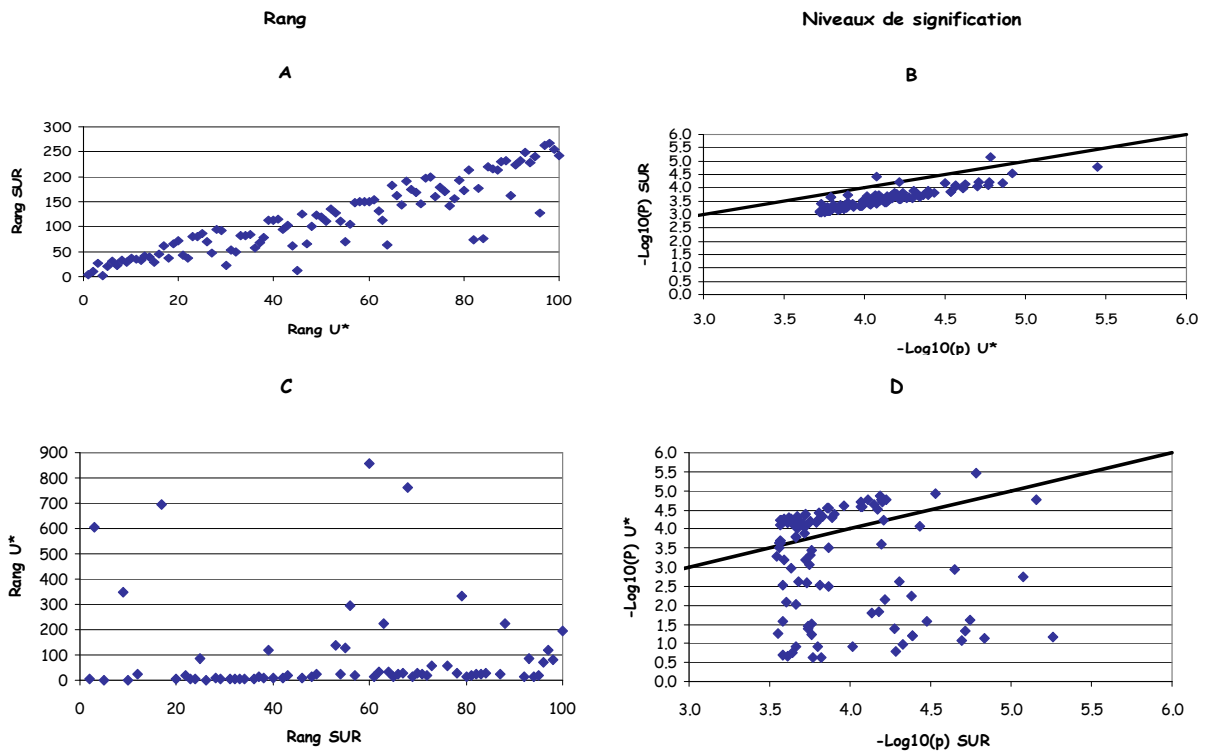 Rang
Niveaux de signification
A
B
Rang SUR
300
250
200
150
100
50
0
0 20 40 60 80 100
Rang U*
-Log10(P) SUR
6.0
5.5
5.0
4.5
4.0
3.5
3.0
2.5
2.0
1.5
1.0
0.5
0.0
3.0 3.5 4.0 4.5 5.0 5.5 6.0
-Log10(p) U*
C
D
Rang U*
900
800
700
600
500
400
300
200
100
0
0 20 40 60 80 100
Rang SUR
-Log10(P) U*
6.0
5.5
5.0
4.5
4.0
3.5
3.0
2.5
2.0
1.5
1.0
0.5
0.0
3.0 3.5 4.0 4.5 5.0 5.5 6.0
-Log10(p) SUR